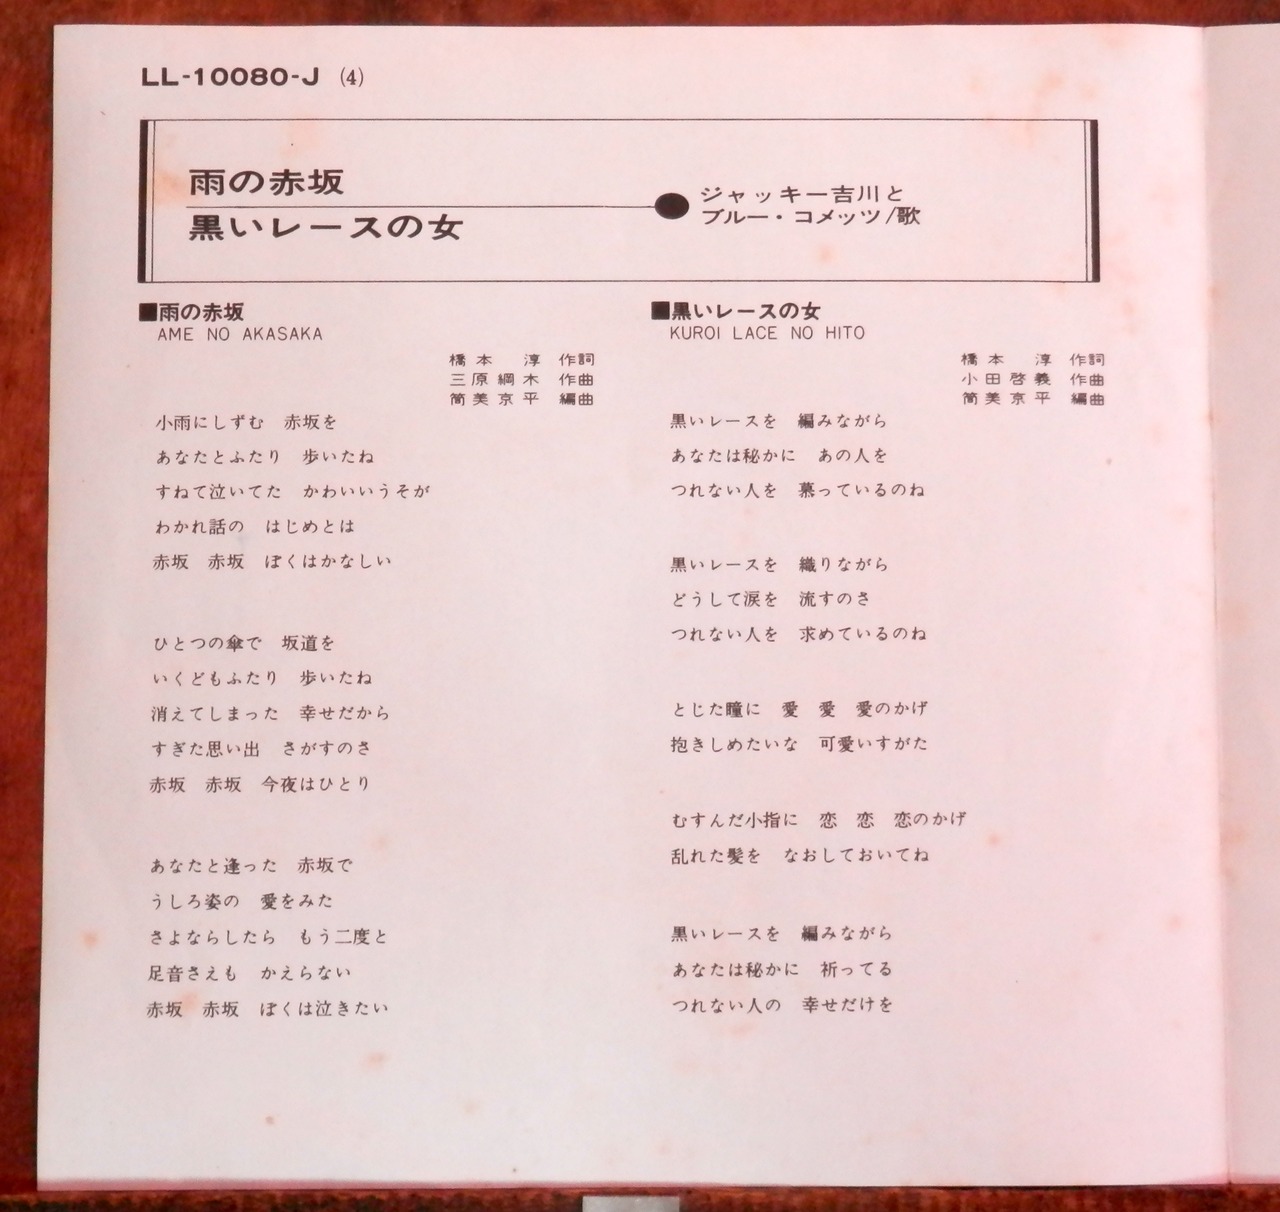 LL-10080-J (4)
雨の赤坂
黒いレースの女
ジャッキー吉川と
ブルー・コメッツ/歌
■雨の赤坂
AME NO AKASAKA
橋本 淳 作詞
三原綱木 作曲
筒美京平 編曲
小雨にしずむ 赤坂を
あなたとふたり 歩いたね
すねて泣いてた かわいいうそが
わかれ話の はじめとは
赤坂 赤坂 ぼくはかなしい
ひとつの傘で 坂道を
いくどもふたり 歩いたね
消えてしまった 幸せだから
すぎた思い出 さがすのさ
赤坂 赤坂 今夜はひとり
あなたと逢った 赤坂で
うしろ姿の 愛をみた
さよならしたら もう二度と
足音さえも かえらない
赤坂 赤坂 ぼくは泣きたい
■黒いレースの女
KUROI LACE NO HITO
橋本 淳 作詞
小田啓義 作曲
筒美京平 編曲
黒いレースを 編みながら
あなたは秘かに あの人を
つれない人を 慕っているのね
黒いレースを 織りながら
どうして涙を 流すのさ
つれない人を 求めているのね
とじた瞳に 愛 愛 愛のかげ
抱きしめたいな 可愛いすがた
むすんだ小指に 恋 恋 恋のかげ
乱れた髪を なおしておいてね
黒いレースを 編みながら
あなたは秘かに 祈ってる
つれない人の 幸せだけを